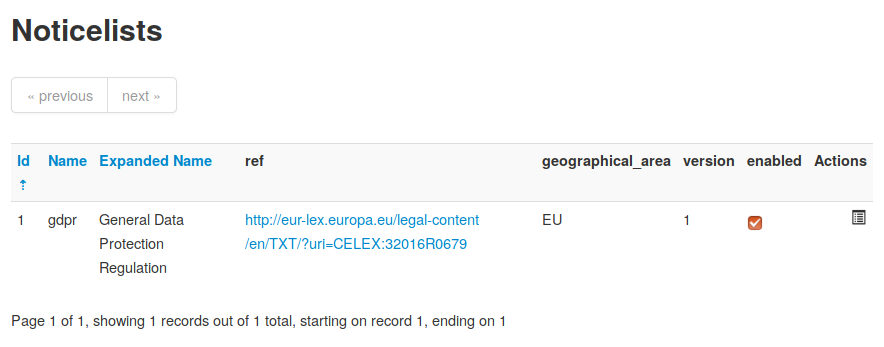 Noticelists
« previous next »
Id Name Expanded Name ref geographical_area version enabled Actions
1 gdpr General Data http://eur-lex.europa.eu/legal-content EU 1
Protection /en/TXT/?uri=CELEX:32016R0679
Regulation
Page 1 of 1, showing 1 records out of 1 total, starting on record 1, ending on 1